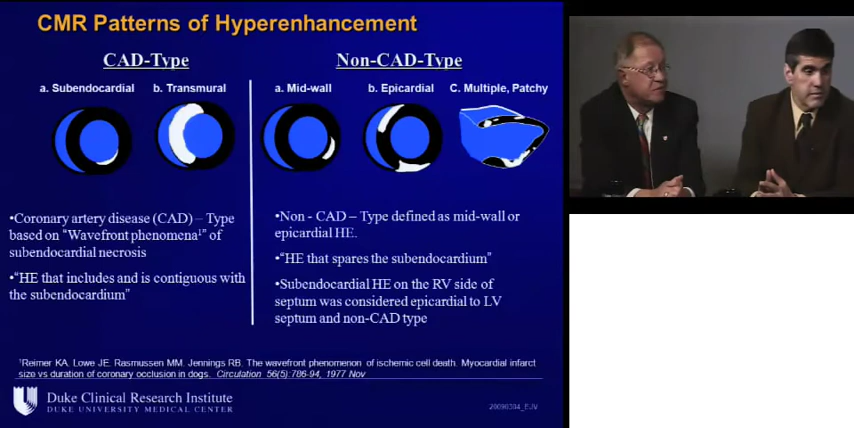 CMR Patterns of Hyperenhancement
CAD-Type
a. Subendocardial
b. Transmural
Non-CAD-Type
a. Mid-wall
b. Epicardial
C. Multiple, Patchy
•Coronary artery disease (CAD) – Type
based on “Wavefront phenomena¹” of
subendocardial necrosis
•“HE that includes and is contiguous with
the subendocardium”
•Non - CAD – Type defined as mid-wall or
epicardial HE.
•“HE that spares the subendocardium”
•Subendocardial HE on the RV side of
septum was considered epicardial to LV
septum and non-CAD type
¹Reimer KA. Lowe JE. Rasmussen MM. Jennings RB. The wavefront phenomenon of ischemic cell death. Myocardial infarct
size vs duration of coronary occlusion in dogs. Circulation 56(5):786-94, 1977 Nov
Duke Clinical Research Institute
DUKE UNIVERSITY MEDICAL CENTER
20090304_EJV